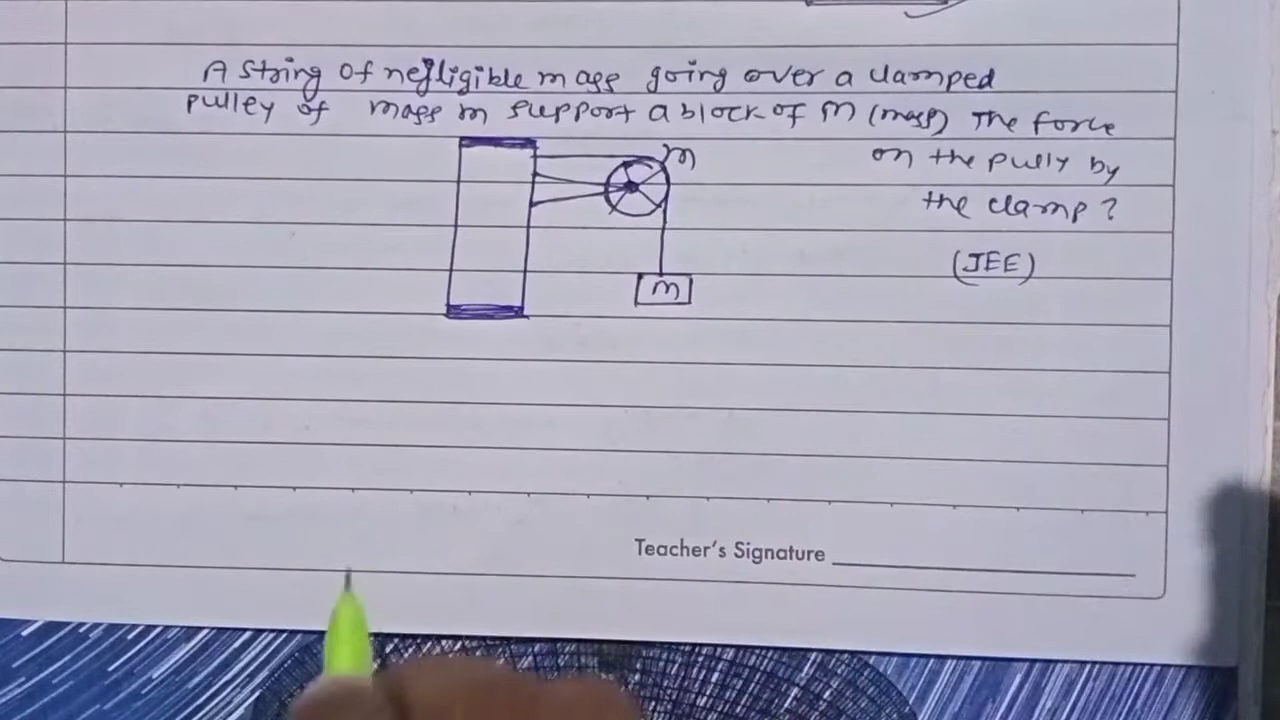 A string of negligible mass going over a clamped
pulley of mass m support a block of M (mass) The force
on the pully by
the clamp?
(JEE)
m
m
Teacher's Signature